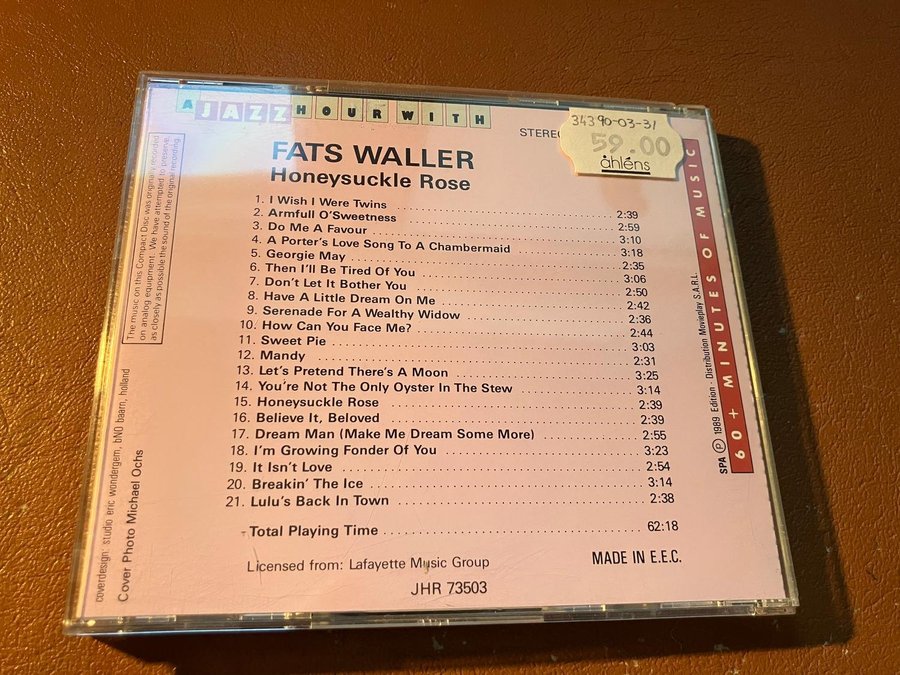 A JAZZ HOUR WITH
STEREO
34390-03-31
59.00
åhléns
FATS WALLER
Honeysuckle Rose
1. I Wish I Were Twins 2:39
2. Armfull O'Sweetness 2:59
3. Do Me A Favour 3:10
4. A Porter's Love Song To A Chambermaid 3:18
5. Georgie May 2:35
6. Then I'll Be Tired Of You 3:06
7. Don't Let It Bother You 2:50
8. Have A Little Dream On Me 2:42
9. Serenade For A Wealthy Widow 2:36
10. How Can You Face Me? 2:44
11. Sweet Pie 3:03
12. Mandy 2:31
13. Let's Pretend There's A Moon 3:25
14. You're Not The Only Oyster In The Stew 3:14
15. Honeysuckle Rose 2:39
16. Believe It, Beloved 2:39
17. Dream Man (Make Me Dream Some More) 2:55
18. I'm Growing Fonder Of You 3:23
19. It Isn't Love 2:54
20. Breakin' The Ice 3:14
21. Lulu's Back In Town 2:38
Total Playing Time 62:18
Licensed from: Lafayette Music Group
MADE IN E.E.C.
JHR 73503
The music on this Compact Disc was originally recorded
on analog equipment. We have attempted to preserve,
as closely as possible the sound of the original recording.
coverdesign: studio eric wondergem, bNO baarn, holland
Cover Photo Michael Ochs
SPA Ⓟ 1989 Edition - Distribution Movieplay S.A.R.L.
60+ MINUTES OF MUSIC